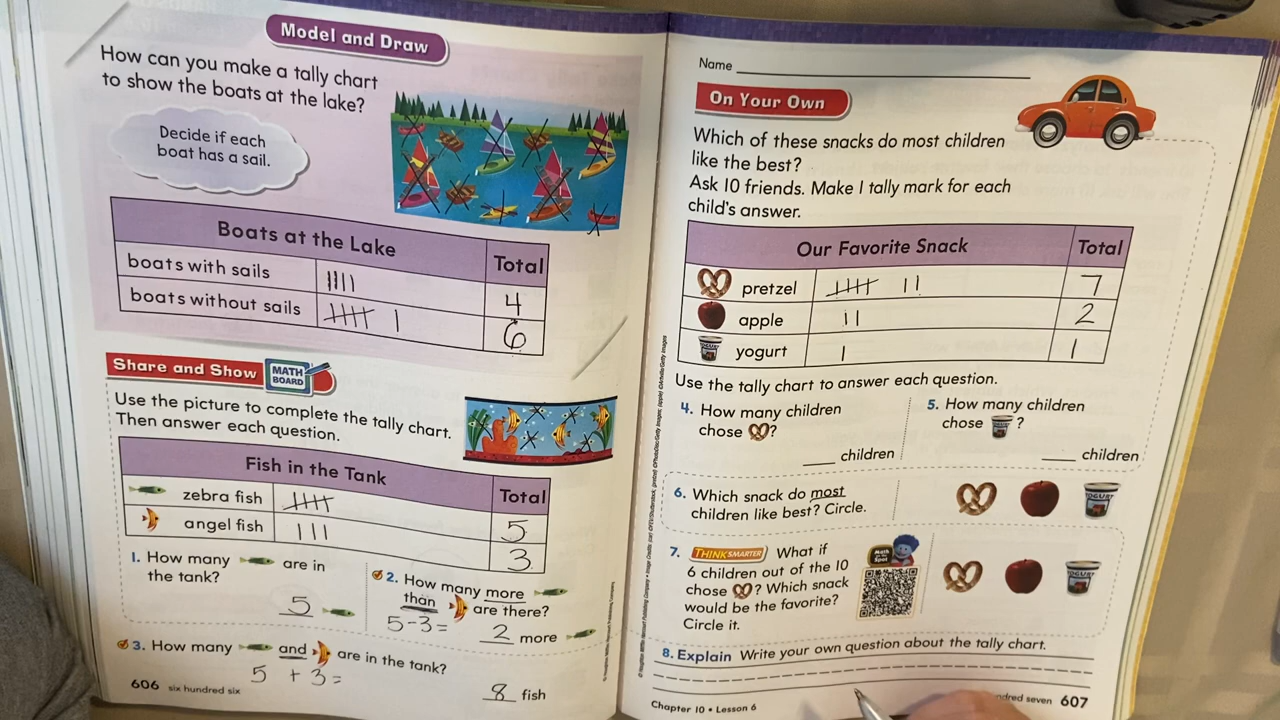 Model and Draw
How can you make a tally chart
to show the boats at the lake?
Decide if each
boat has a sail.
Boats at the Lake
Total
boats with sails
4
boats without sails
6
Share and Show
MATH
BOARD
Use the picture to complete the tally chart.
Then answer each question.
Fish in the Tank
Total
zebra fish
5
angel fish
3
1. How many are in
the tank?
5
2. How many more
than are there?
5-3=
2 more
3. How many and are in the tank?
5 + 3 =
8 fish
606 six hundred six
Name
On Your Own
Which of these snacks do most children
like the best?
Ask 10 friends. Make 1 tally mark for each
child's answer.
Our Favorite Snack
Total
pretzel
7
apple
2
yogurt
1
Use the tally chart to answer each question.
4. How many children
chose ?
children
5. How many children
chose ?
children
6. Which snack do most
children like best? Circle.
YOGURT
7. THINK SMARTER What if
6 children out of the 10
chose ? Which snack
would be the favorite?
Circle it.
Math
on the
Spot
YOGURT
8. Explain Write your own question about the tally chart.
Chapter 10 • Lesson 6
seven 607